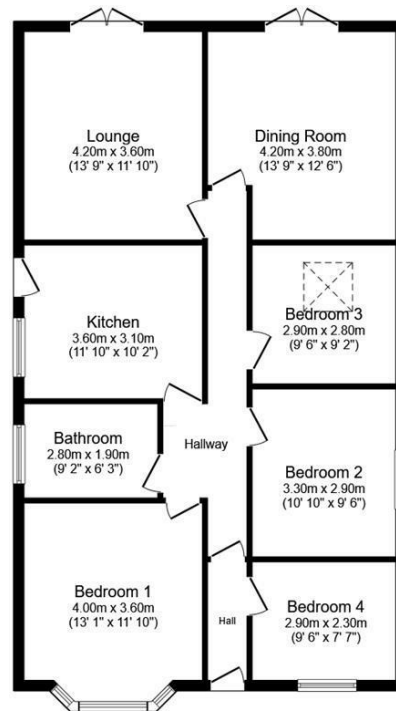 Lounge
4.20m x 3.60m
(13' 9" x 11' 10")
Dining Room
4.20m x 3.80m
(13' 9" x 12' 6")
Kitchen
3.60m x 3.10m
(11' 10" x 10' 2")
Bedroom 3
2.90m x 2.80m
(9' 6" x 9' 2")
Bathroom
2.80m x 1.90m
(9' 2" x 6' 3")
Hallway
Bedroom 2
3.30m x 2.90m
(10' 10" x 9' 6")
Bedroom 1
4.00m x 3.60m
(13' 1" x 11' 10")
Hall
Bedroom 4
2.90m x 2.30m
(9' 6" x 7' 7")